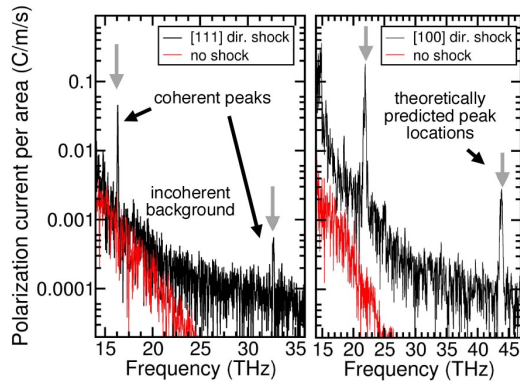 Polarization current per area (C/m/s)
0.1
0.01
0.001
0.0001
[111] dir. shock
no shock
coherent peaks
incoherent
background
15 20 25 30 35
Frequency (THz)
[100] dir. shock
no shock
theoretically
predicted peak
locations
15 20 25 30 35 40 45
Frequency (THz)